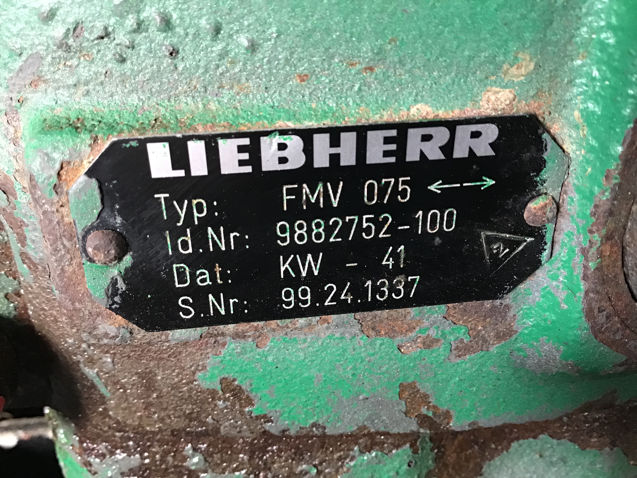 LIEBHERR
Typ: FMV 075 ←→
Id.Nr: 9882752-100
Dat: KW - 41
S.Nr: 99.24.1337